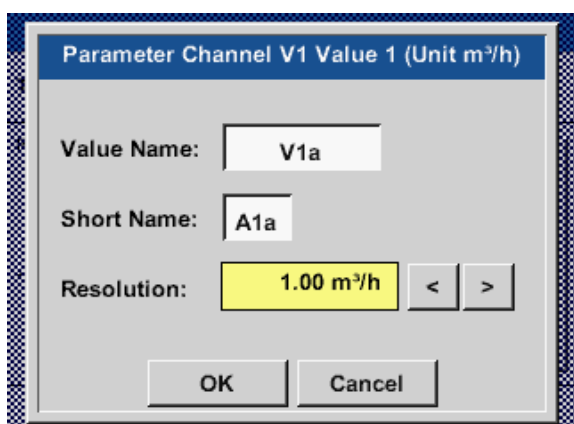 Parameter Channel V1 Value 1 (Unit m³/h)
Value Name: V1a
Short Name: A1a
Resolution: 1.00 m³/h < >
OK Cancel